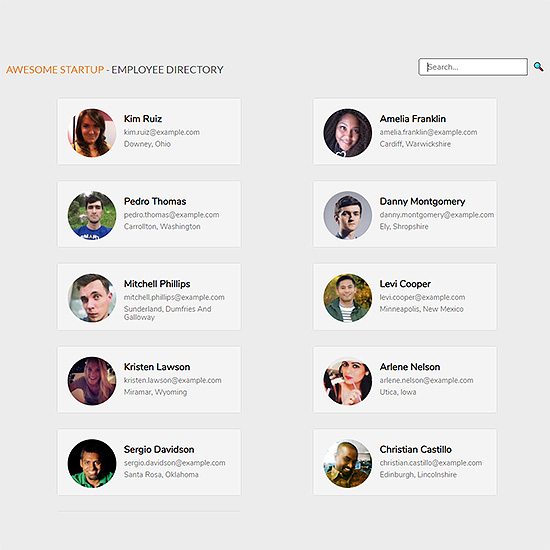 AWESOME STARTUP - EMPLOYEE DIRECTORY
Search...
Kim Ruiz
kim.ruiz@example.com
Downey, Ohio
Amelia Franklin
amelia.franklin@example.com
Cardiff, Warwickshire
Pedro Thomas
pedro.thomas@example.com
Carrollton, Washington
Danny Montgomery
danny.montgomery@example.com
Ely, Shropshire
Mitchell Phillips
mitchell.phillips@example.com
Sunderland, Dumfries And
Galloway
Levi Cooper
levi.cooper@example.com
Minneapolis, New Mexico
Kristen Lawson
kristen.lawson@example.com
Miramar, Wyoming
Arlene Nelson
arlene.nelson@example.com
Utica, Iowa
Sergio Davidson
sergio.davidson@example.com
Santa Rosa, Oklahoma
Christian Castillo
christian.castillo@example.com
Edinburgh, Lincolnshire